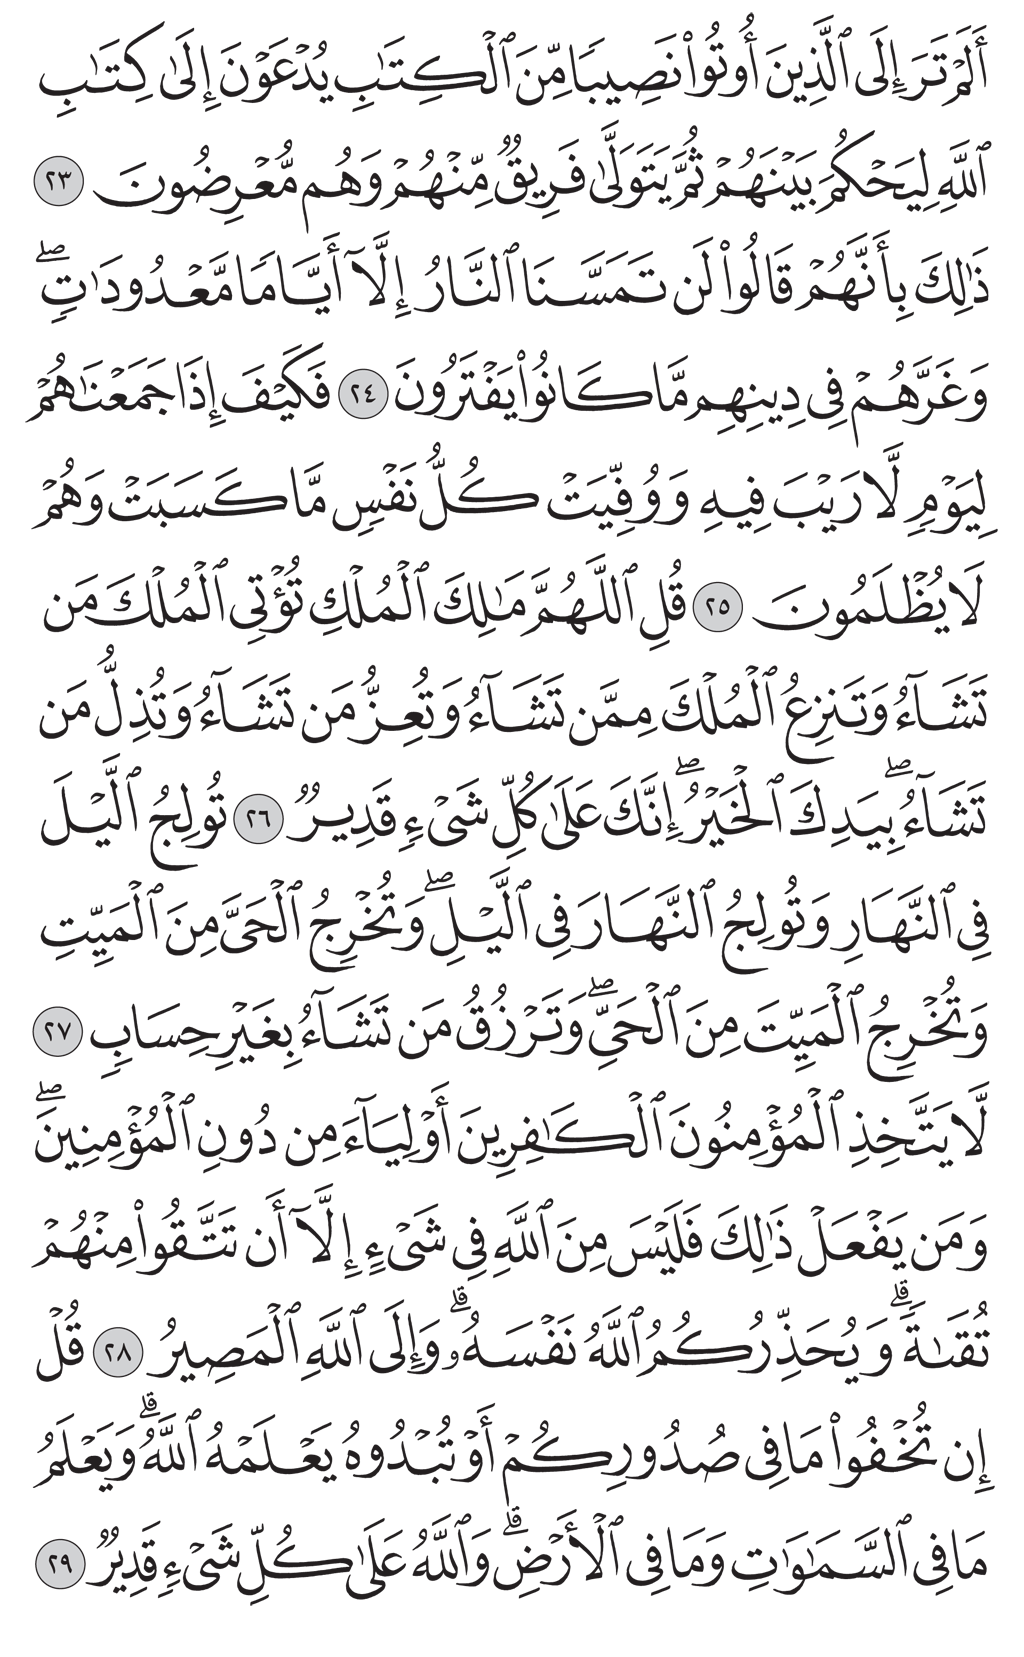 أَلَمۡ تَرَ إِلَى ٱلَّذِينَ أُوتُواْ نَصِيبٗا مِّنَ ٱلۡكِتَٰبِ يُدۡعَوۡنَ إِلَىٰ كِتَٰبِ
ٱللَّهِ لِيَحۡكُمَ بَيۡنَهُمۡ ثُمَّ يَتَوَلَّىٰ فَرِيقٞ مِّنۡهُمۡ وَهُم مُّعۡرِضُونَ ٢٣
ذَٰلِكَ بِأَنَّهُمۡ قَالُواْ لَن تَمَسَّنَا ٱلنَّارُ إِلَّآ أَيَّامٗا مَّعۡدُودَٰتٖۖ
وَغَرَّهُمۡ فِي دِينِهِم مَّا كَانُواْ يَفۡتَرُونَ ٢٤ فَكَيۡفَ إِذَا جَمَعۡنَٰهُمۡ
لِيَوۡمٖ لَّا رَيۡبَ فِيهِ وَوُفِّيَتۡ كُلُّ نَفۡسٖ مَّا كَسَبَتۡ وَهُمۡ
لَا يُظۡلَمُونَ ٢٥ قُلِ ٱللَّهُمَّ مَٰلِكَ ٱلۡمُلۡكِ تُؤۡتِي ٱلۡمُلۡكَ مَن
تَشَآءُ وَتَنزِعُ ٱلۡمُلۡكَ مِمَّن تَشَآءُ وَتُعِزُّ مَن تَشَآءُ وَتُذِلُّ مَن
تَشَآءُۖ بِيَدِكَ ٱلۡخَيۡرُۖ إِنَّكَ عَلَىٰ كُلِّ شَيۡءٖ قَدِيرٞ ٢٦ تُولِجُ ٱلَّيۡلَ
فِي ٱلنَّهَارِ وَتُولِجُ ٱلنَّهَارَ فِي ٱلَّيۡلِۖ وَتُخۡرِجُ ٱلۡحَيَّ مِنَ ٱلۡمَيِّتِ
وَتُخۡرِجُ ٱلۡمَيِّتَ مِنَ ٱلۡحَيِّۖ وَتَرۡزُقُ مَن تَشَآءُ بِغَيۡرِ حِسَابٖ ٢٧
لَّا يَتَّخِذِ ٱلۡمُؤۡمِنُونَ ٱلۡكَٰفِرِينَ أَوۡلِيَآءَ مِن دُونِ ٱلۡمُؤۡمِنِينَۖ
وَمَن يَفۡعَلۡ ذَٰلِكَ فَلَيۡسَ مِنَ ٱللَّهِ فِي شَيۡءٍ إِلَّآ أَن تَتَّقُواْ مِنۡهُمۡ
تُقَىٰةٗۗ وَيُحَذِّرُكُمُ ٱللَّهُ نَفۡسَهُۥۗ وَإِلَى ٱللَّهِ ٱلۡمَصِيرُ ٢٨ قُلۡ
إِن تُخۡفُواْ مَا فِي صُدُورِكُمۡ أَوۡ تُبۡدُوهُ يَعۡلَمۡهُ ٱللَّهُۗ وَيَعۡلَمُ
مَا فِي ٱلسَّمَٰوَٰتِ وَمَا فِي ٱلۡأَرۡضِۗ وَٱللَّهُ عَلَىٰ كُلِّ شَيۡءٖ قَدِيرٞ ٢٩